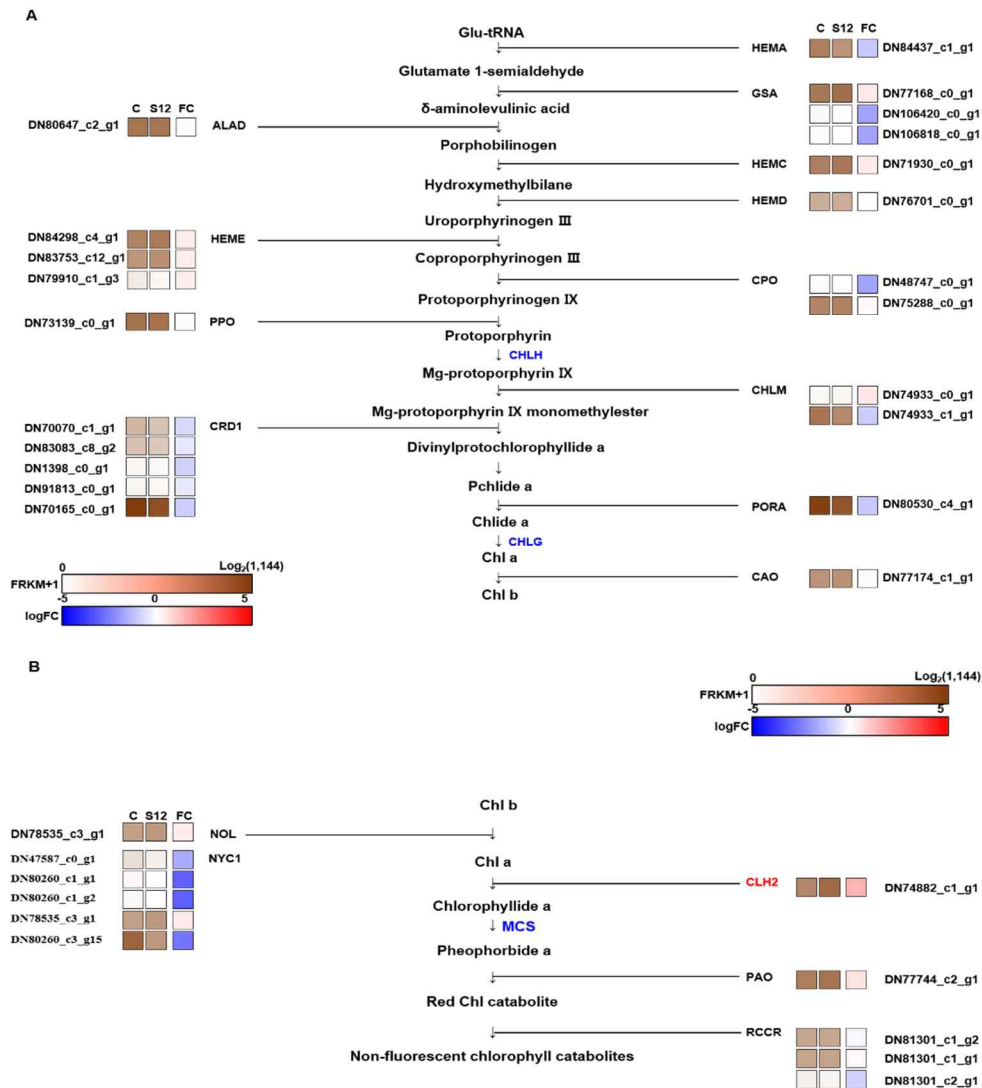 A
C S12 FC
Glu-tRNA
HEMA
DN84437_c1_g1
Glutamate 1-semialdehyde
GSA
DN77168_c0_g1
DN106420_c0_g1
DN106818_c0_g1
C S12 FC
DN80647_c2_g1
ALAD
δ-aminolevulinic acid
Porphobilinogen
HEMC
DN71930_c0_g1
Hydroxymethylbilane
HEMD
DN76701_c0_g1
Uroporphyrinogen III
DN84298_c4_g1
DN83753_c12_g1
DN79910_c1_g3
HEME
Coproporphyrinogen III
CPO
DN48747_c0_g1
DN75288_c0_g1
Protoporphyrinogen IX
DN73139_c0_g1
PPO
Protoporphyrin
↓ CHLH
Mg-protoporphyrin IX
CHLM
DN74933_c0_g1
DN74933_c1_g1
Mg-protoporphyrin IX monomethylester
DN70070_c1_g1
DN83083_c8_g2
DN1398_c0_g1
DN91813_c0_g1
DN70165_c0_g1
CRD1
Divinylprotochlorophyllide a
Pchlide a
PORA
DN80530_c4_g1
Chlide a
↓ CHLG
Chl a
CAO
DN77174_c1_g1
Chl b
0 Log₂(1,144)
FRKM+1
-5 0 5
logFC
B
0 Log₂(1,144)
FRKM+1
-5 0 5
logFC
Chl b
C S12 FC
DN78535_c3_g1
NOL
DN47587_c0_g1
NYC1
DN80260_c1_g1
DN80260_c1_g2
DN78535_c3_g1
DN80260_c3_g15
Chl a
CLH2
DN74882_c1_g1
Chlorophyllide a
↓ MCS
Pheophorbide a
PAO
DN77744_c2_g1
Red Chl catabolite
RCCR
DN81301_c1_g2
DN81301_c1_g1
DN81301_c2_g1
Non-fluorescent chlorophyll catabolites